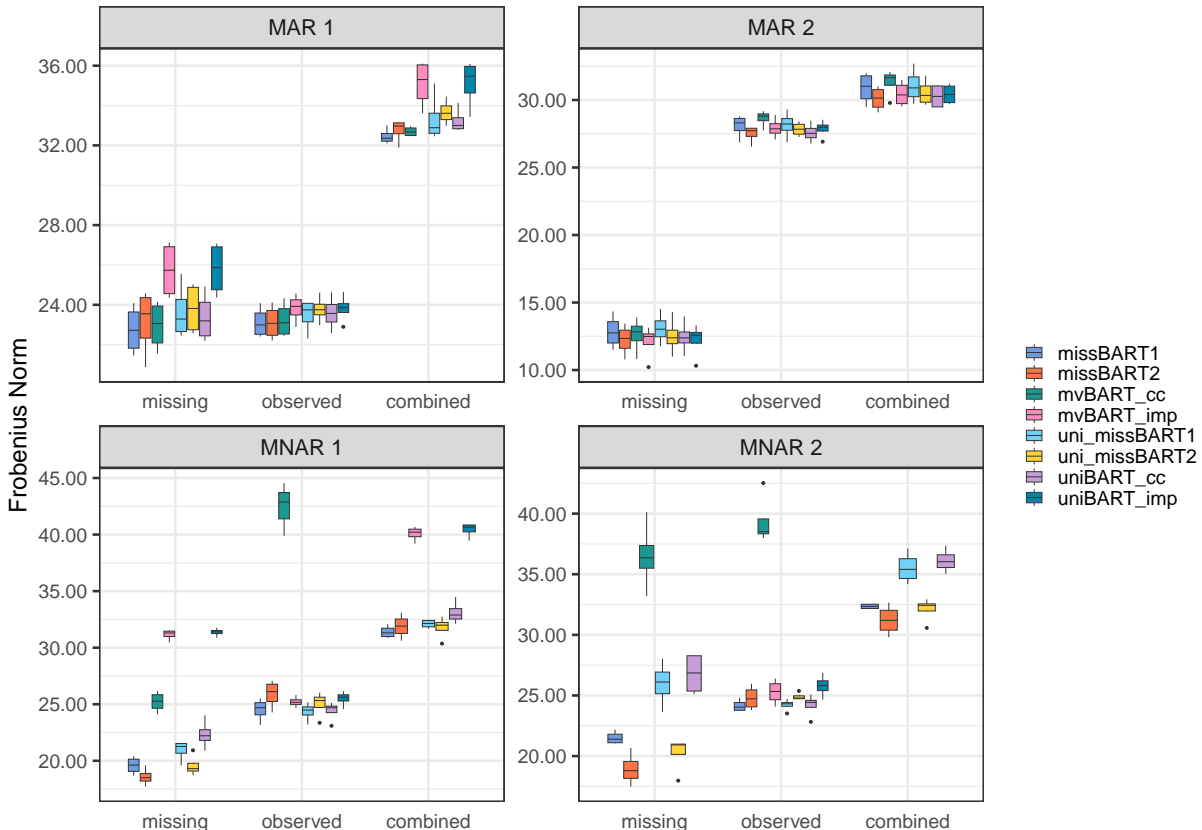 MAR 1
MAR 2
Frobenius Norm
36.00
32.00
28.00
24.00
30.00
25.00
20.00
15.00
10.00
missing observed combined
missing observed combined
MNAR 1
MNAR 2
45.00
40.00
35.00
30.00
25.00
20.00
40.00
35.00
30.00
25.00
20.00
missing observed combined
missing observed combined
missBART1
missBART2
mvBART_cc
mvBART_imp
uni_missBART1
uni_missBART2
uniBART_cc
uniBART_imp